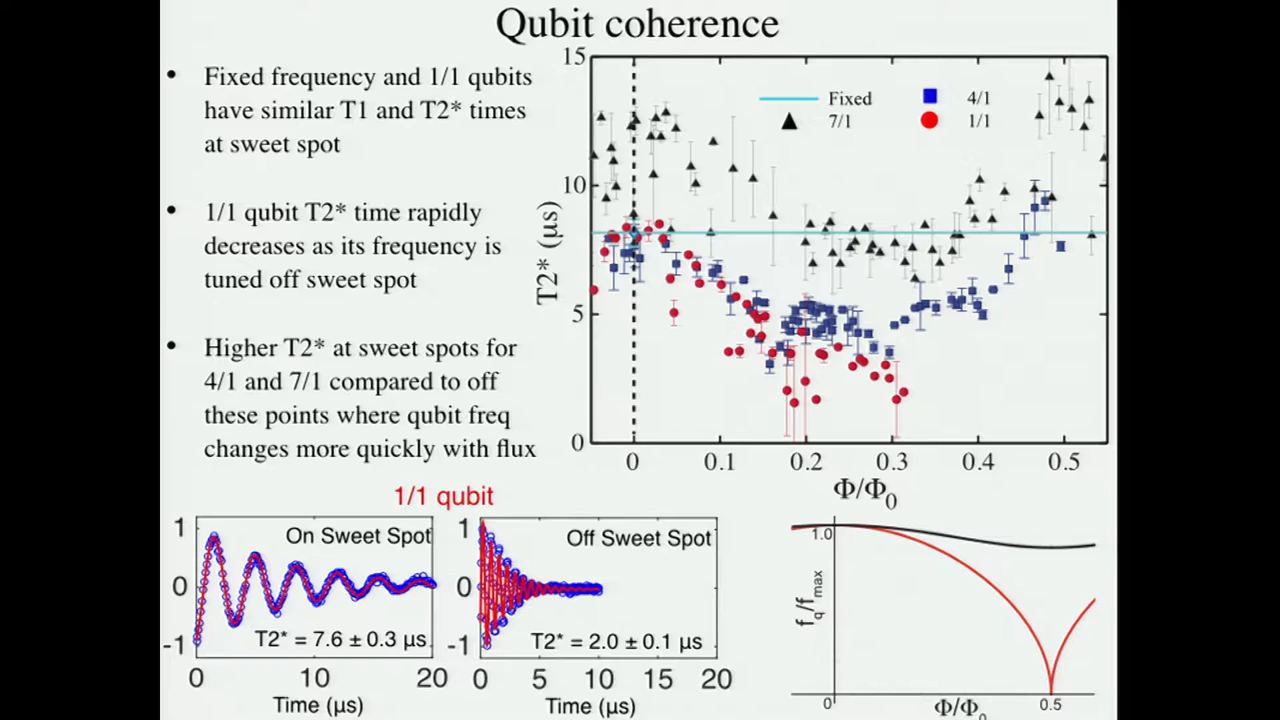 Qubit coherence
• Fixed frequency and 1/1 qubits
have similar T1 and T2* times
at sweet spot
• 1/1 qubit T2* time rapidly
decreases as its frequency is
tuned off sweet spot
• Higher T2* at sweet spots for
4/1 and 7/1 compared to off
these points where qubit freq
changes more quickly with flux
15
10
5
0
T2* (μs)
Fixed
7/1
4/1
1/1
0 0.1 0.2 0.3 0.4 0.5
Φ/Φ0
1/1 qubit
1
0
-1
On Sweet Spot
T2* = 7.6 ± 0.3 μs
0 10 20
Time (μs)
1
0
-1
Off Sweet Spot
T2* = 2.0 ± 0.1 μs
0 5 10 15 20
Time (μs)
1.0
fq/fmax
0
0.5
Φ/Φ0